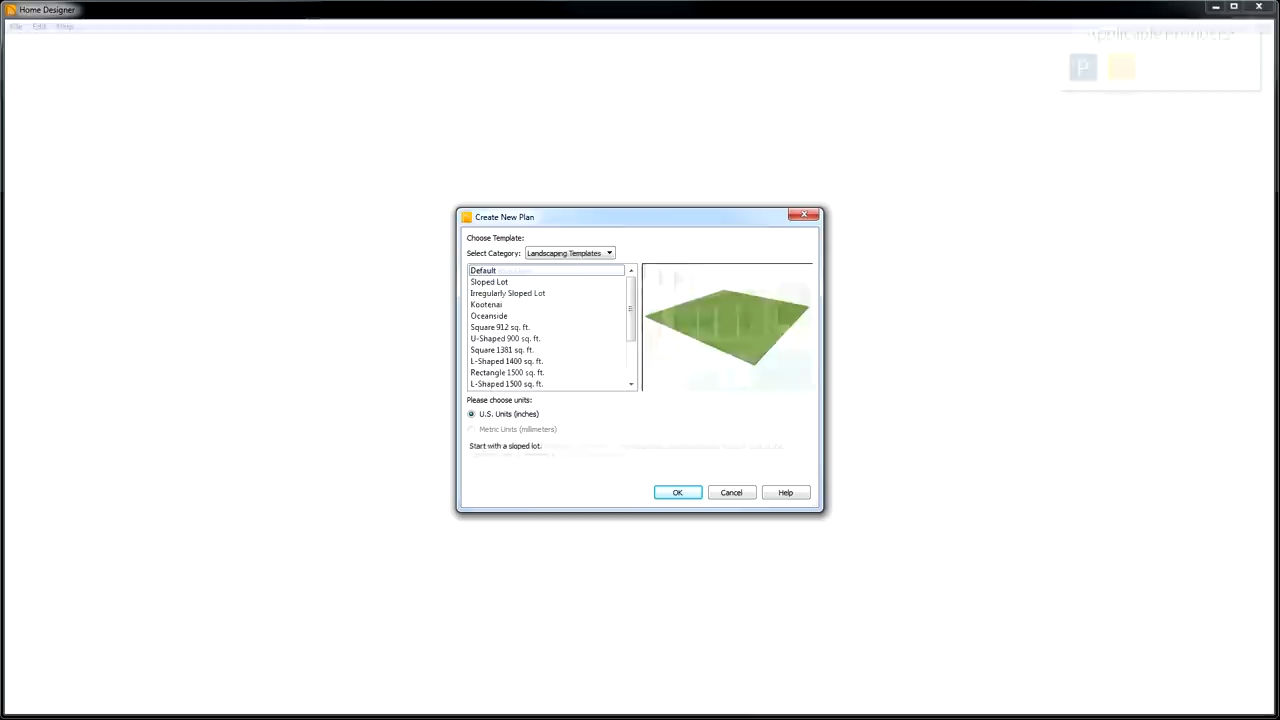 Home Designer
File Edit Help
P
Create New Plan
Choose Template:
Select Category: Landscaping Templates
Default
Sloped Lot
Irregularly Sloped Lot
Kootenai
Oceanside
Square 912 sq. ft.
U-Shaped 900 sq. ft.
Square 1381 sq. ft.
L-Shaped 1400 sq. ft.
Rectangle 1500 sq. ft.
L-Shaped 1500 sq. ft.
Please choose units:
U.S. Units (inches)
Metric Units (millimeters)
Start with a sloped lot.
OK Cancel Help